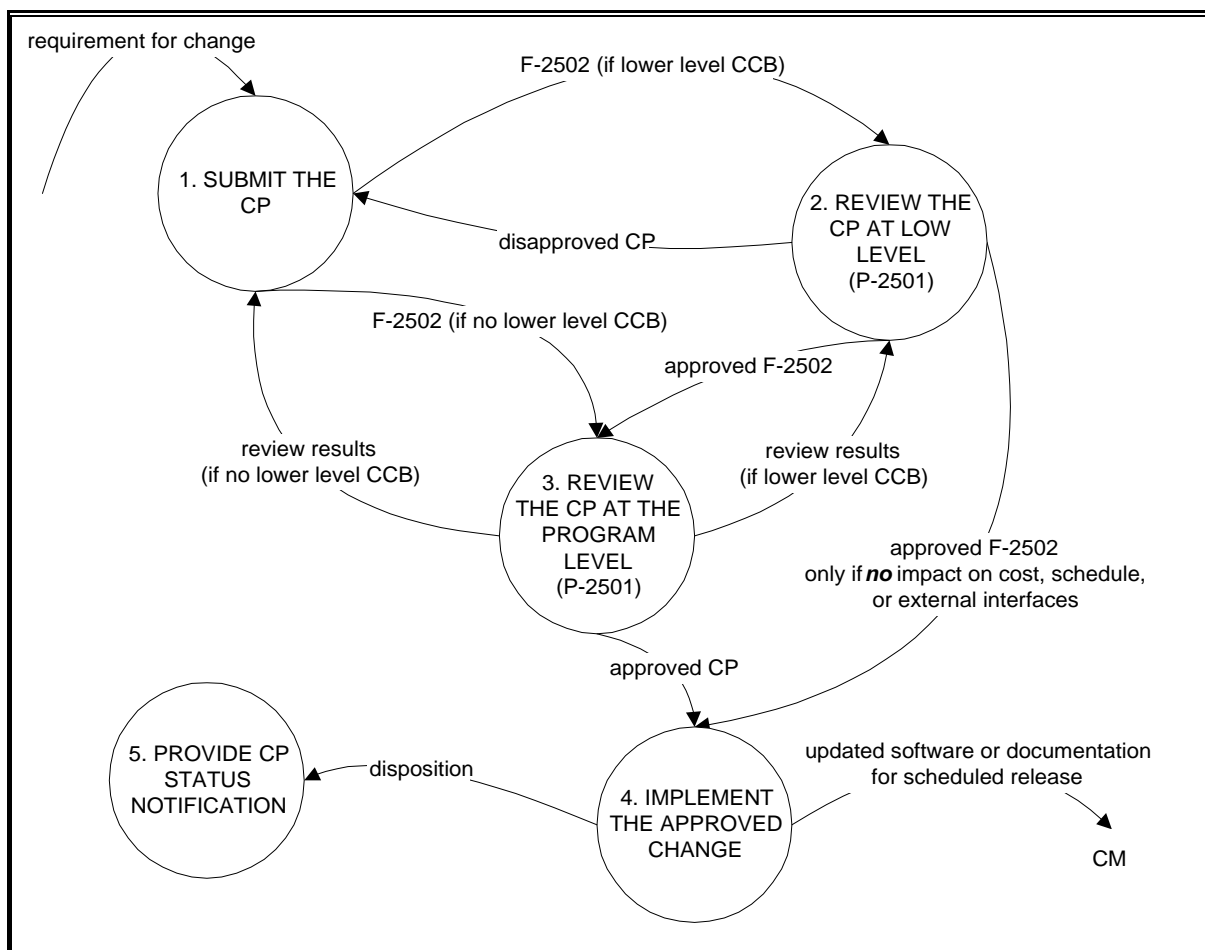 requirement for change
F-2502 (if lower level CCB)
1. SUBMIT THE
CP
2. REVIEW THE
CP AT LOW
LEVEL
(P-2501)
disapproved CP
F-2502 (if no lower level CCB)
approved F-2502
review results
(if no lower level CCB)
review results
(if lower level CCB)
3. REVIEW
THE CP AT THE
PROGRAM
LEVEL
(P-2501)
approved F-2502
only if no impact on cost, schedule,
or external interfaces
approved CP
5. PROVIDE CP
STATUS
NOTIFICATION
disposition
4. IMPLEMENT
THE APPROVED
CHANGE
updated software or documentation
for scheduled release
CM